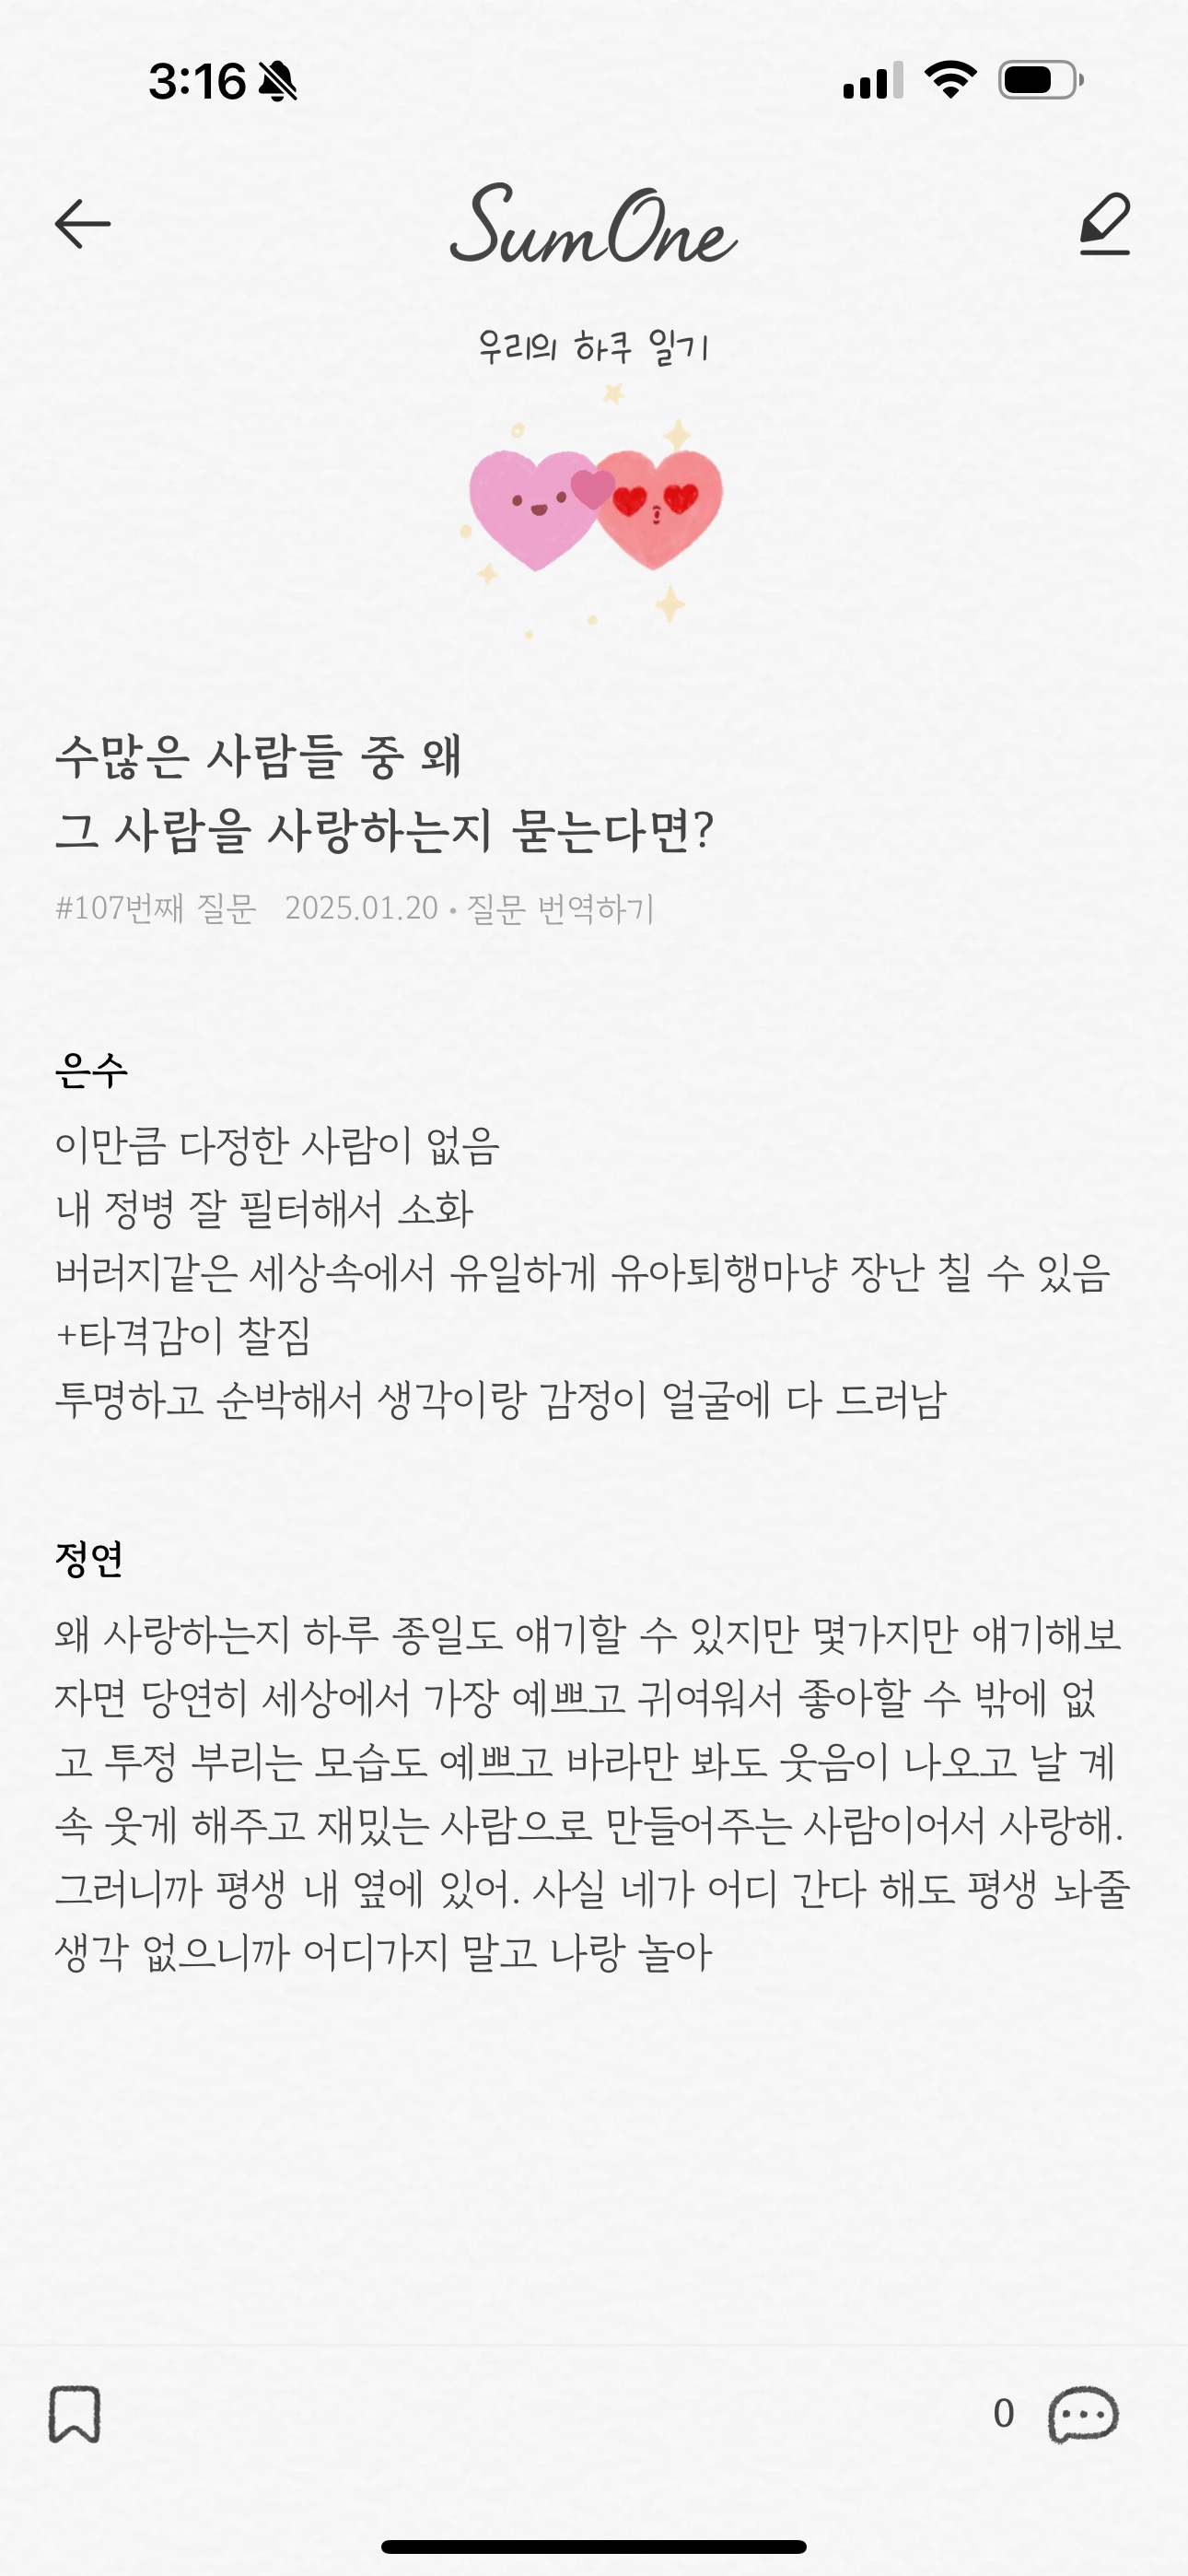 3:16
SumOne
우리의 하루 일기
수많은 사람들 중 왜
그 사람을 사랑하는지 묻는다면?
#107번째 질문 2025.01.20 • 질문 번역하기
은수
이만큼 다정한 사람이 없음
내 정병 잘 필터해서 소화
버러지같은 세상속에서 유일하게 유아퇴행마냥 장난 칠 수 있음
+타격감이 찰짐
투명하고 순박해서 생각이랑 감정이 얼굴에 다 드러남
정연
왜 사랑하는지 하루 종일도 얘기할 수 있지만 몇가지만 얘기해보
자면 당연히 세상에서 가장 예쁘고 귀여워서 좋아할 수 밖에 없
고 투정 부리는 모습도 예쁘고 바라만 봐도 웃음이 나오고 날 계
속 웃게 해주고 재밌는 사람으로 만들어주는 사람이어서 사랑해.
그러니까 평생 내 옆에 있어. 사실 네가 어디 간다 해도 평생 놔줄
생각 없으니까 어디가지 말고 나랑 놀아
0